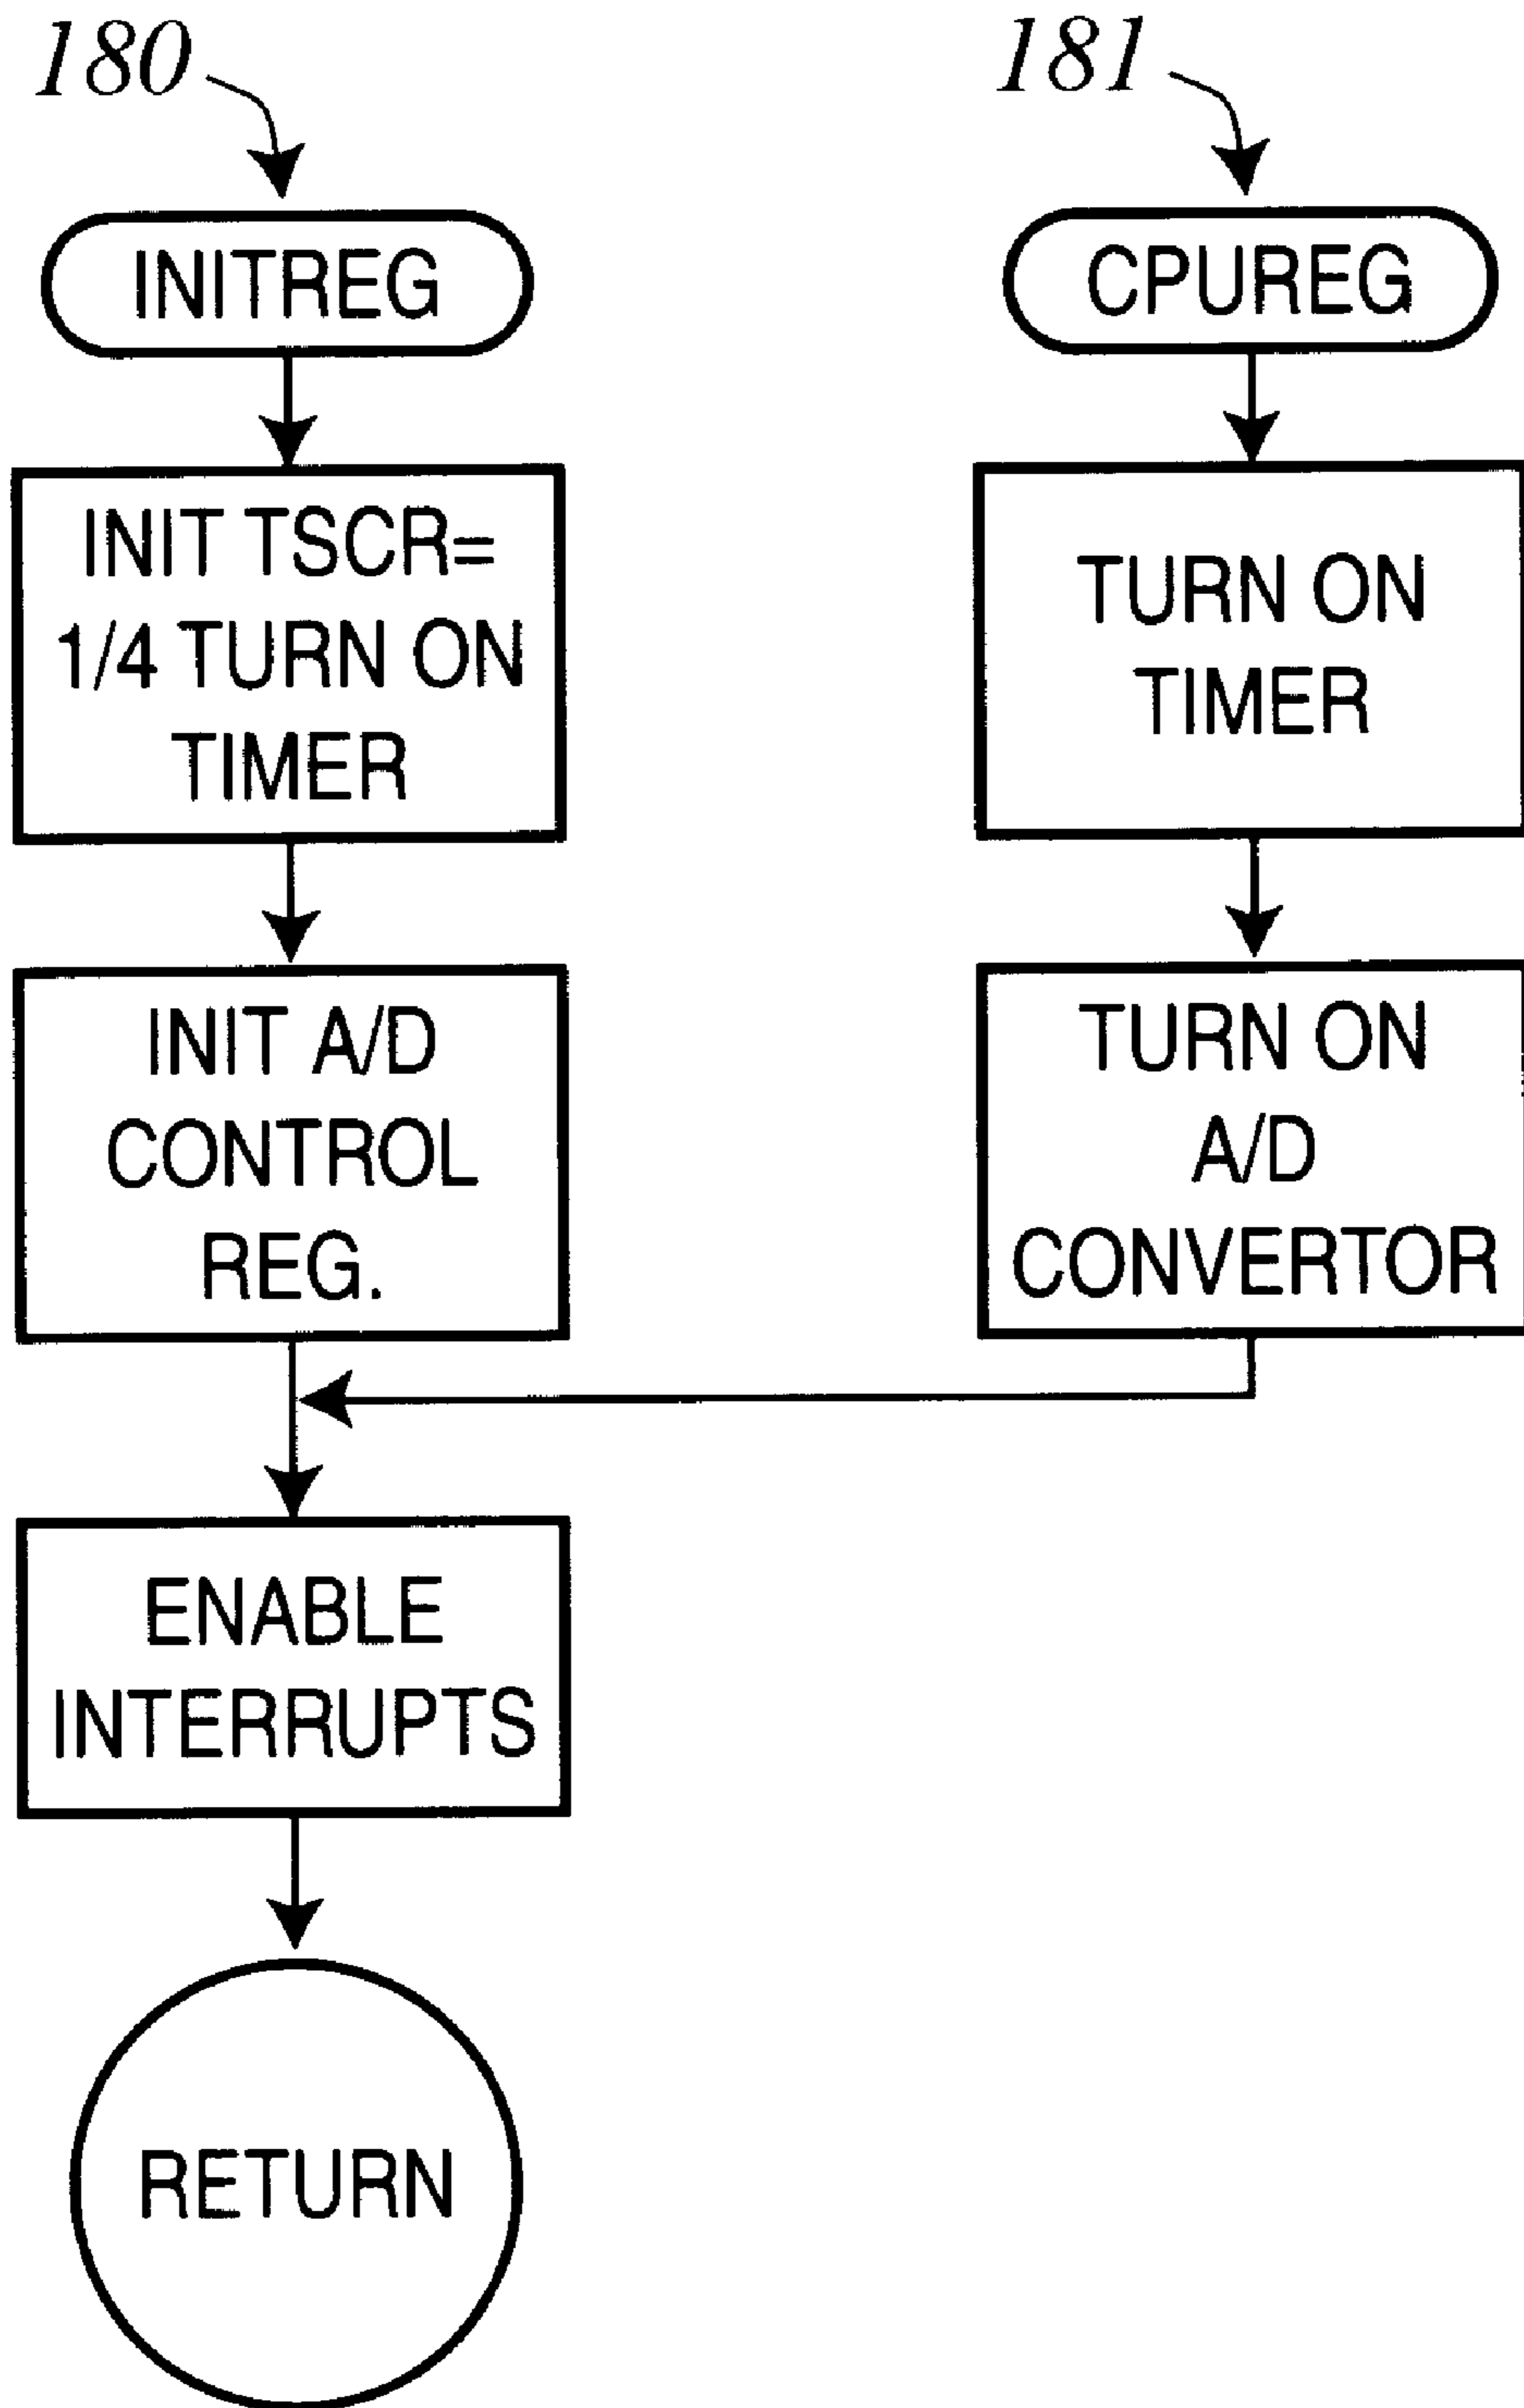 180
INITREG
INIT TSCR=
1/4 TURN ON
TIMER
INIT A/D
CONTROL
REG.
ENABLE
INTERRUPTS
RETURN
181
CPUREG
TURN ON
TIMER
TURN ON
A/D
CONVERTOR